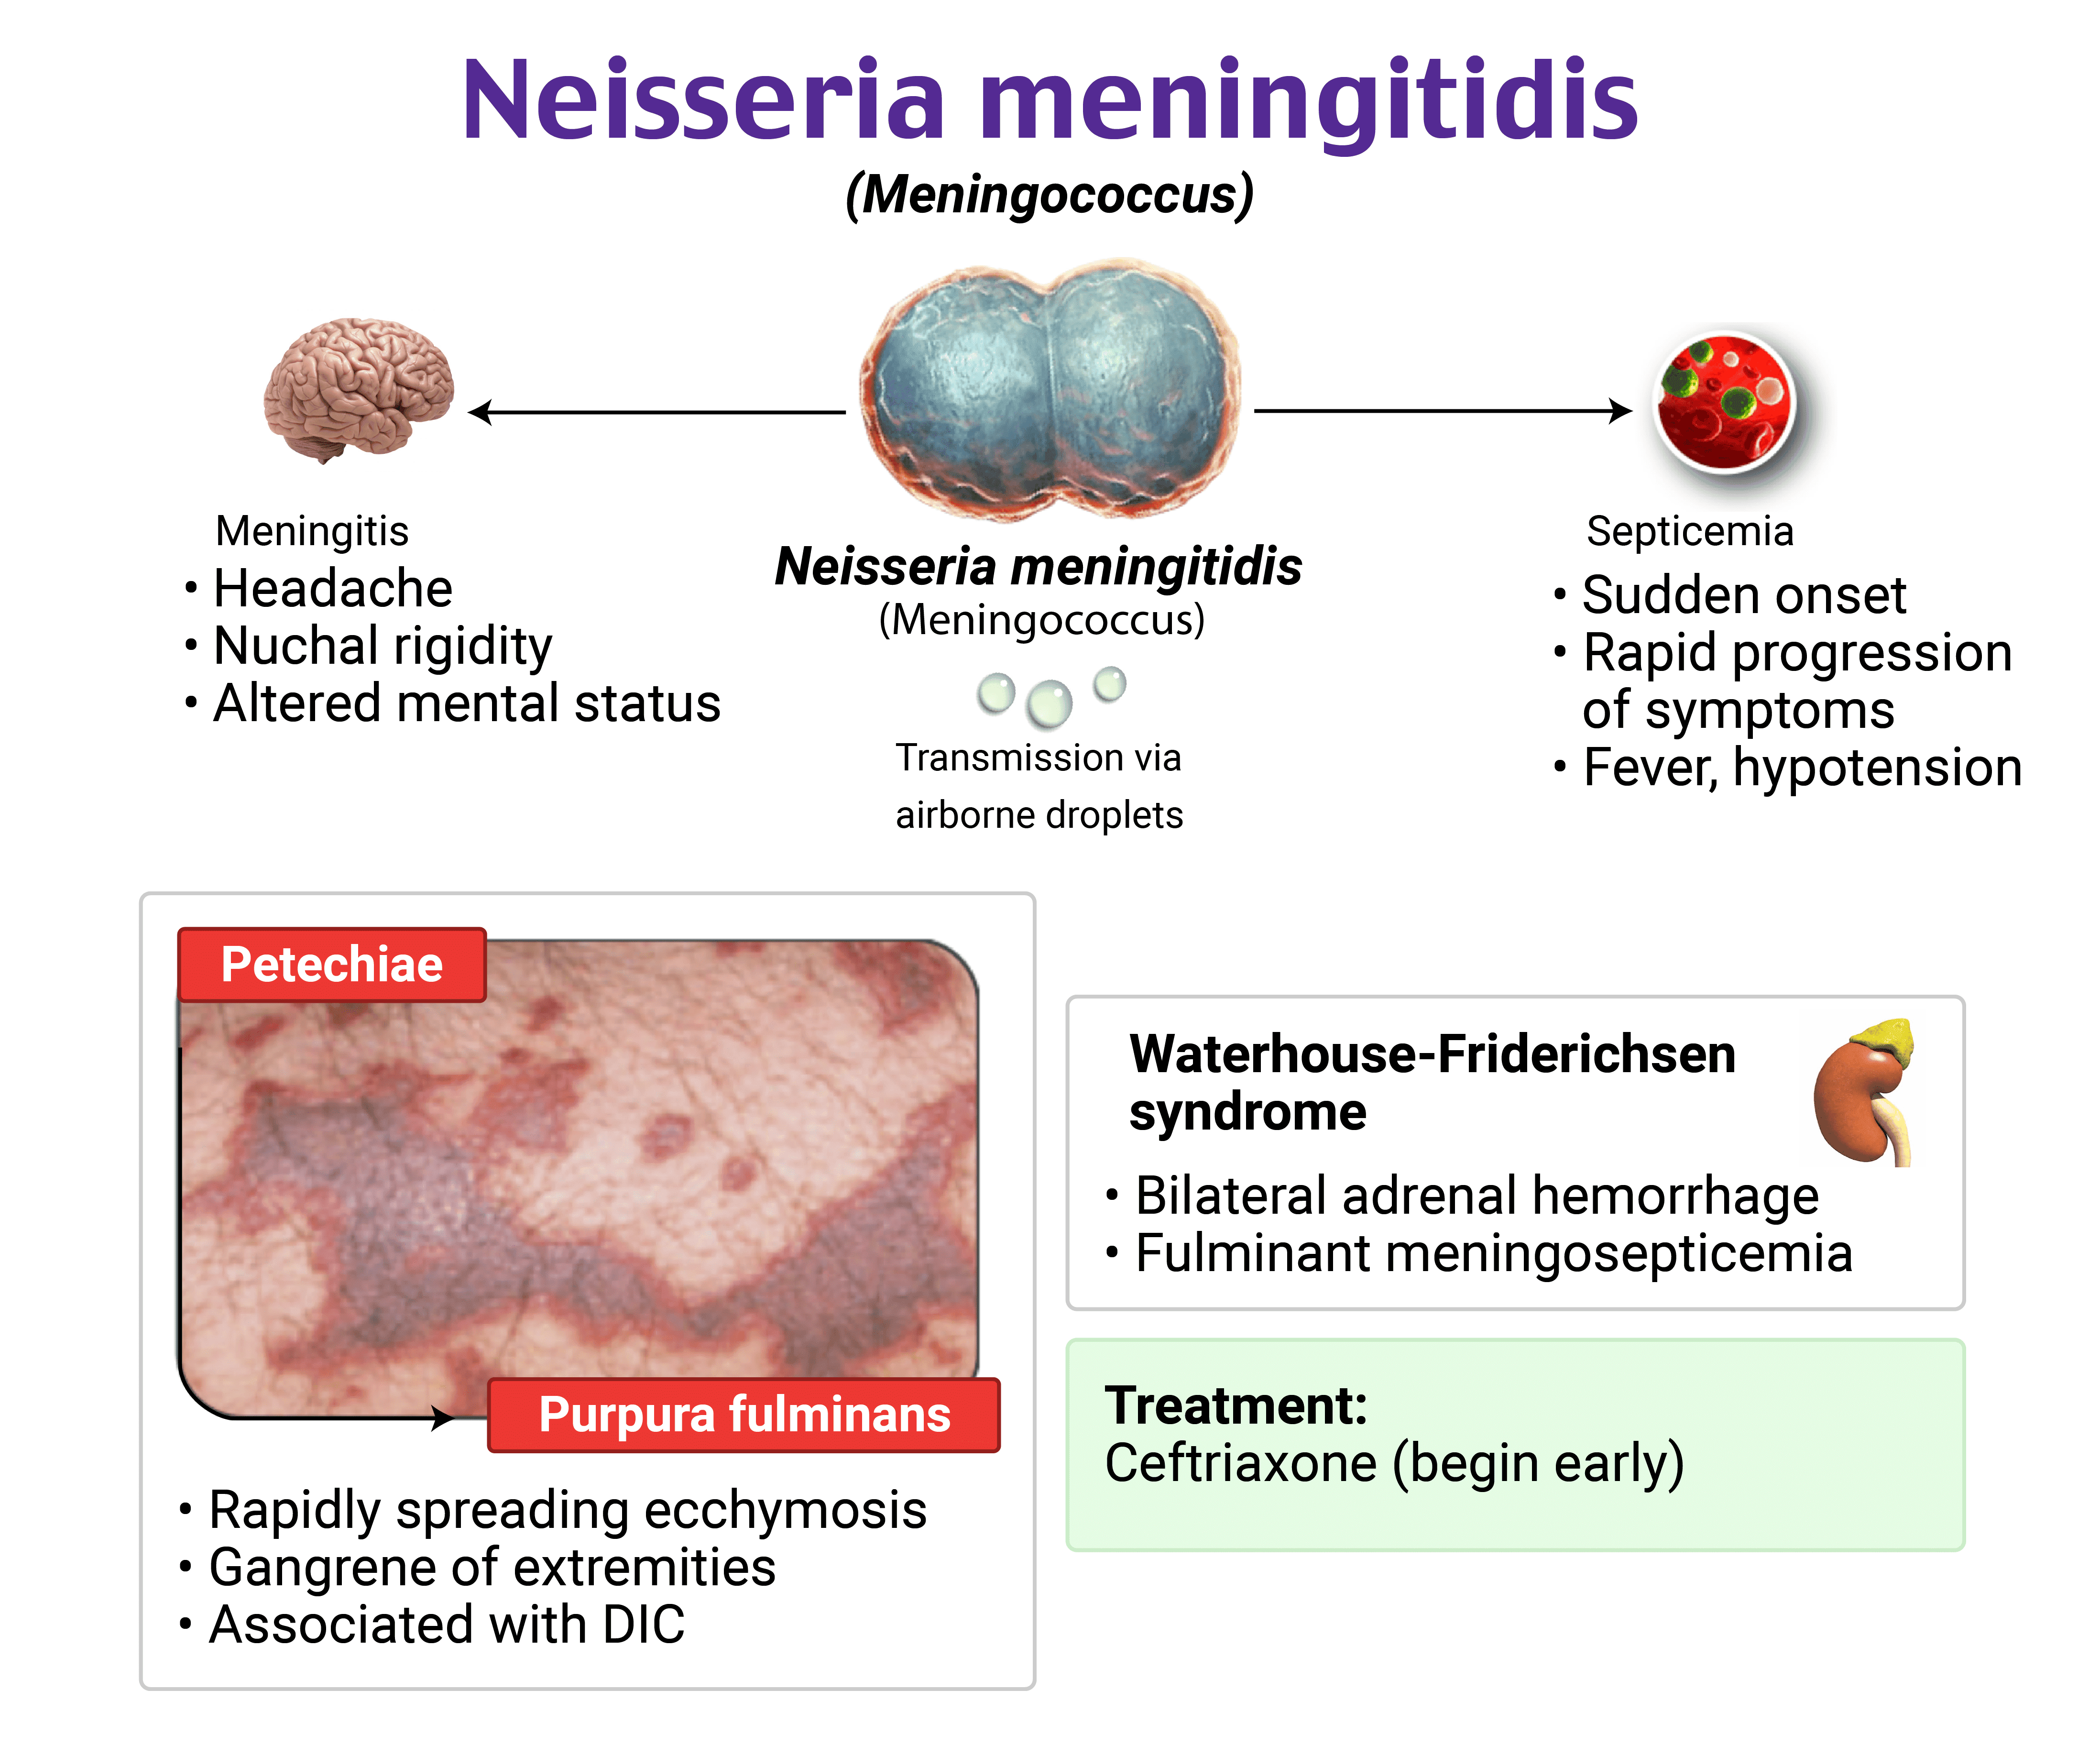 Neisseria meningitidis
(Meningococcus)
Meningitis
• Headache
• Nuchal rigidity
• Altered mental status
Neisseria meningitidis
(Meningococcus)
Transmission via
airborne droplets
Septicemia
• Sudden onset
• Rapid progression
of symptoms
• Fever, hypotension
Petechiae
Purpura fulminans
• Rapidly spreading ecchymosis
• Gangrene of extremities
• Associated with DIC
Waterhouse-Friderichsen
syndrome
• Bilateral adrenal hemorrhage
• Fulminant meningosepticemia
Treatment:
Ceftriaxone (begin early)